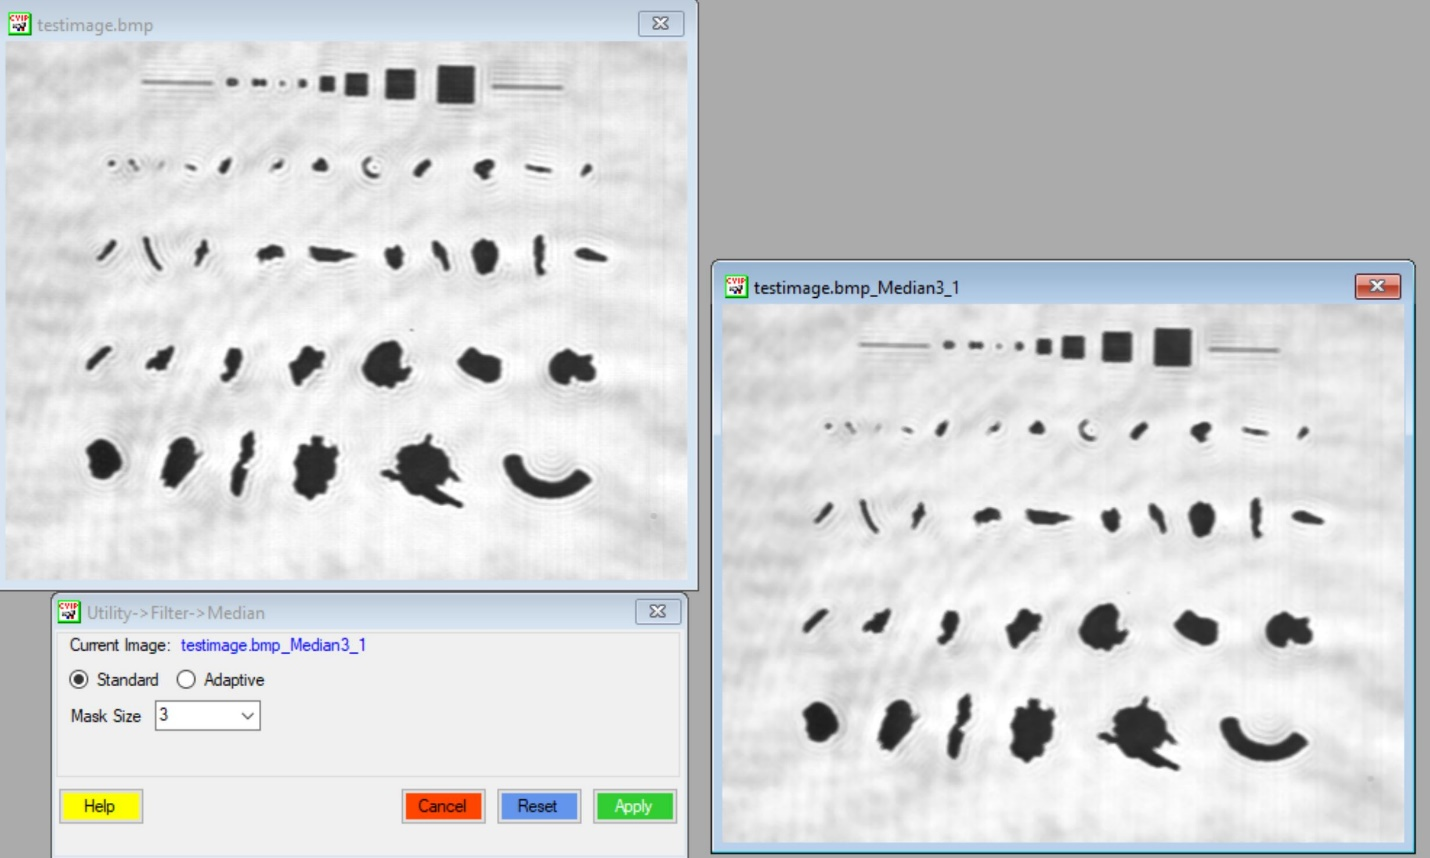 testimage.bmp
testimage.bmp_Median3_1
Utility->Filter->Median
Current Image: testimage.bmp_Median3_1
Standard Adaptive
Mask Size 3
Help Cancel Reset Apply